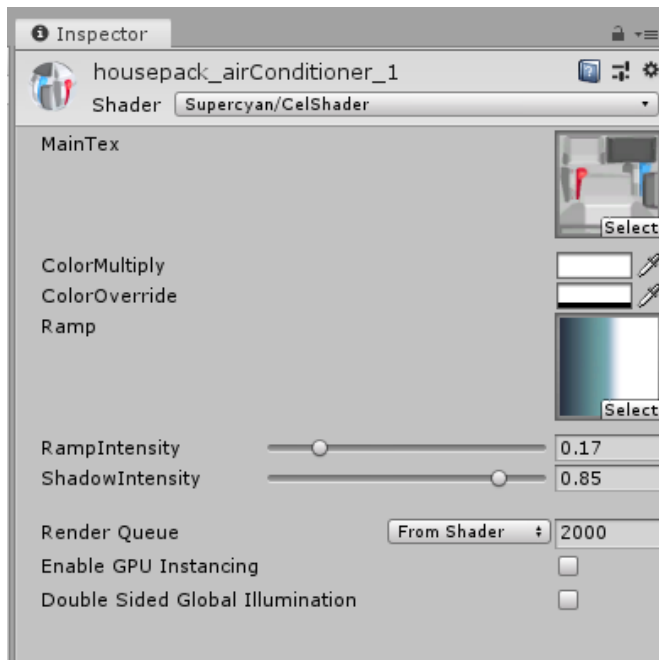 Inspector
housepack_airConditioner_1
Shader Supercyan/CelShader
MainTex
Select
ColorMultiply
ColorOverride
Ramp
Select
RampIntensity 0.17
ShadowIntensity 0.85
Render Queue From Shader 2000
Enable GPU Instancing
Double Sided Global Illumination